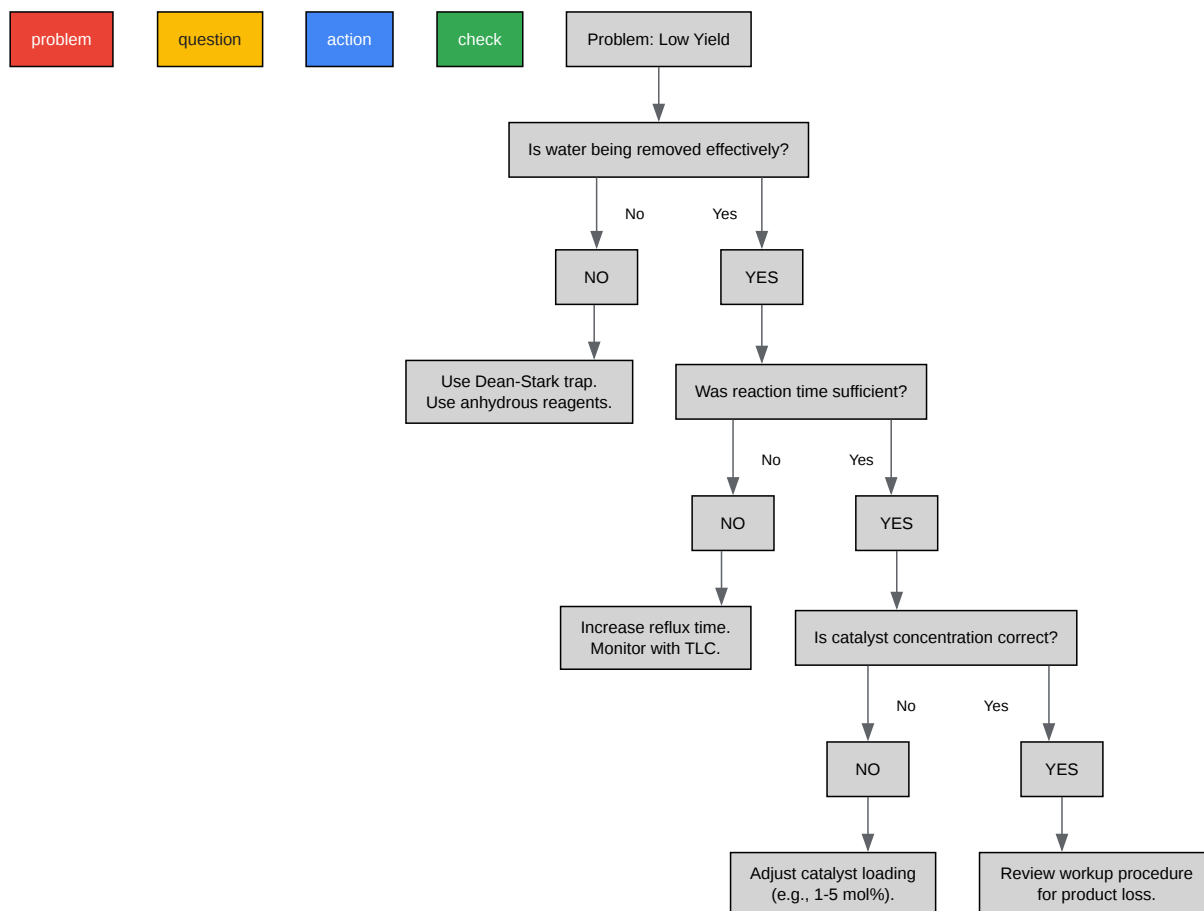 problem
question
action
check
Problem: Low Yield
Is water being removed effectively?
No
Yes
NO
YES
Use Dean-Stark trap.
Use anhydrous reagents.
Was reaction time sufficient?
No
Yes
NO
YES
Increase reflux time.
Monitor with TLC.
Is catalyst concentration correct?
No
Yes
NO
YES
Adjust catalyst loading
(e.g., 1-5 mol%).
Review workup procedure
for product loss.